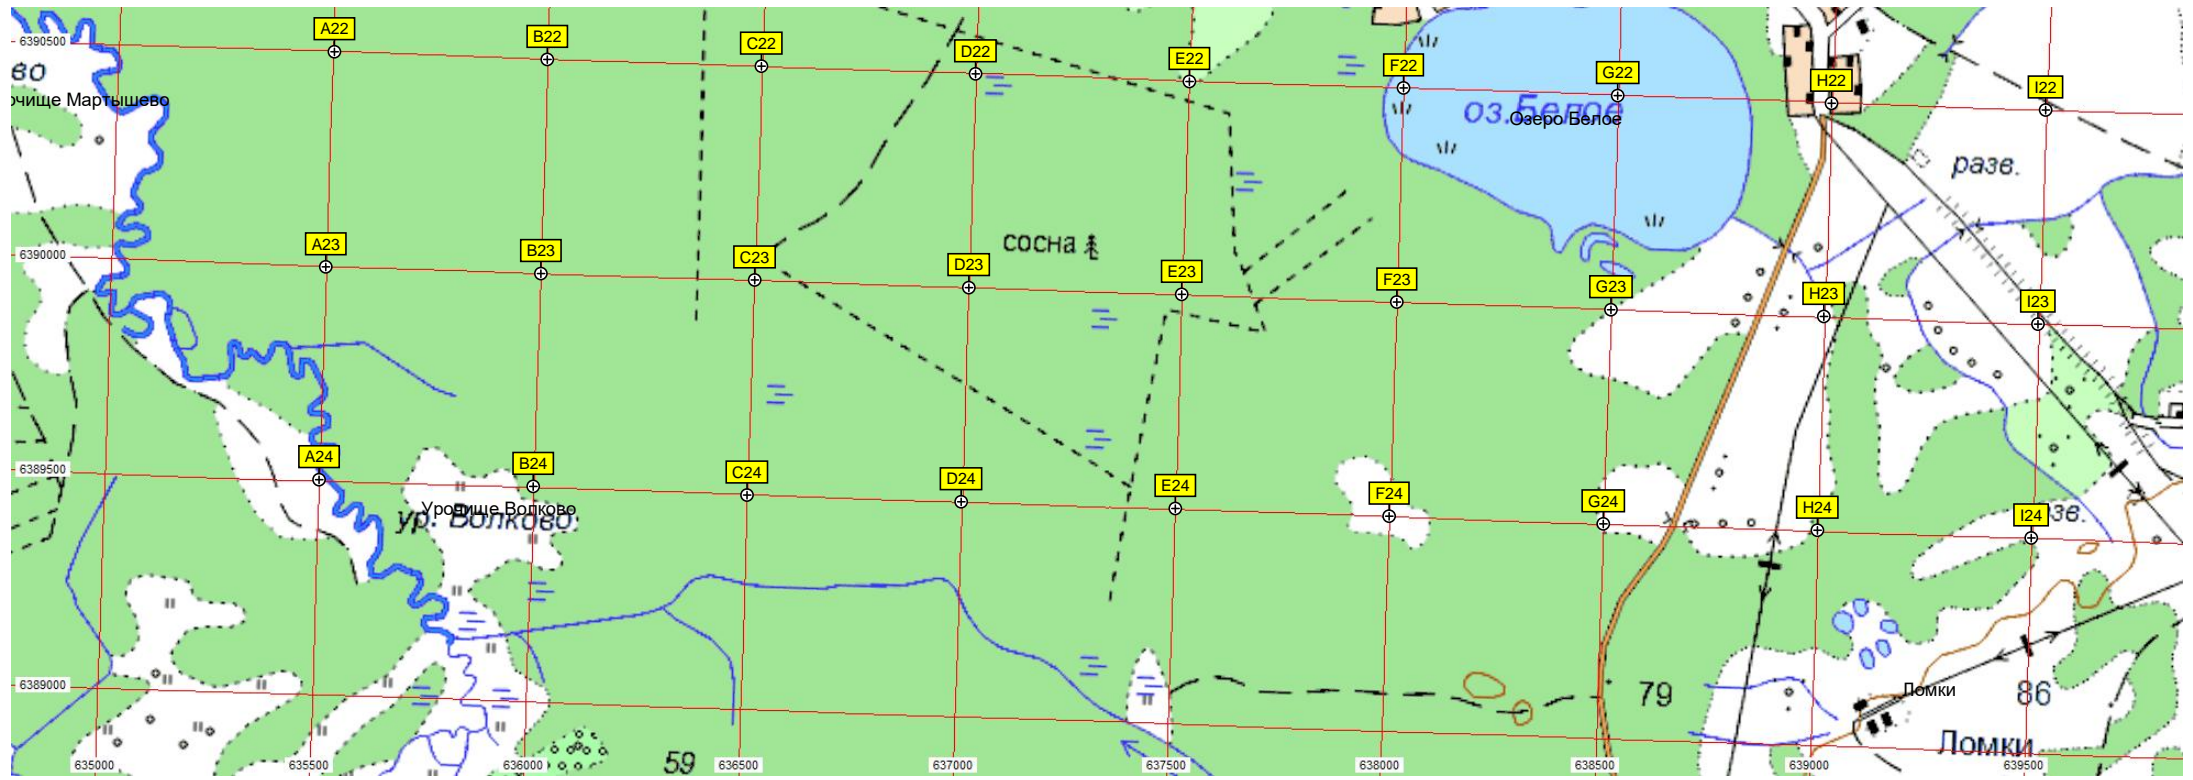 A22
B22
C22
D22
E22
F22
G22
H22
I22
6390500
во
очище Мартышево
оз.Белое
Озеро Белое
разв.
A23
B23
C23
D23
E23
F23
G23
H23
I23
6390000
сосна
A24
B24
C24
D24
E24
F24
G24
H24
I24
6389500
Урочище Волково
ур. Волково
зв.
6389000
79
Ломки
86
Ломки
59
635000
635500
636000
636500
637000
637500
638000
638500
639000
639500